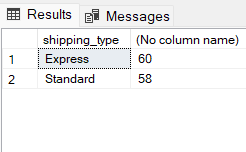 Results Messages
shipping_type (No column name)
1 Express 60
2 Standard 58